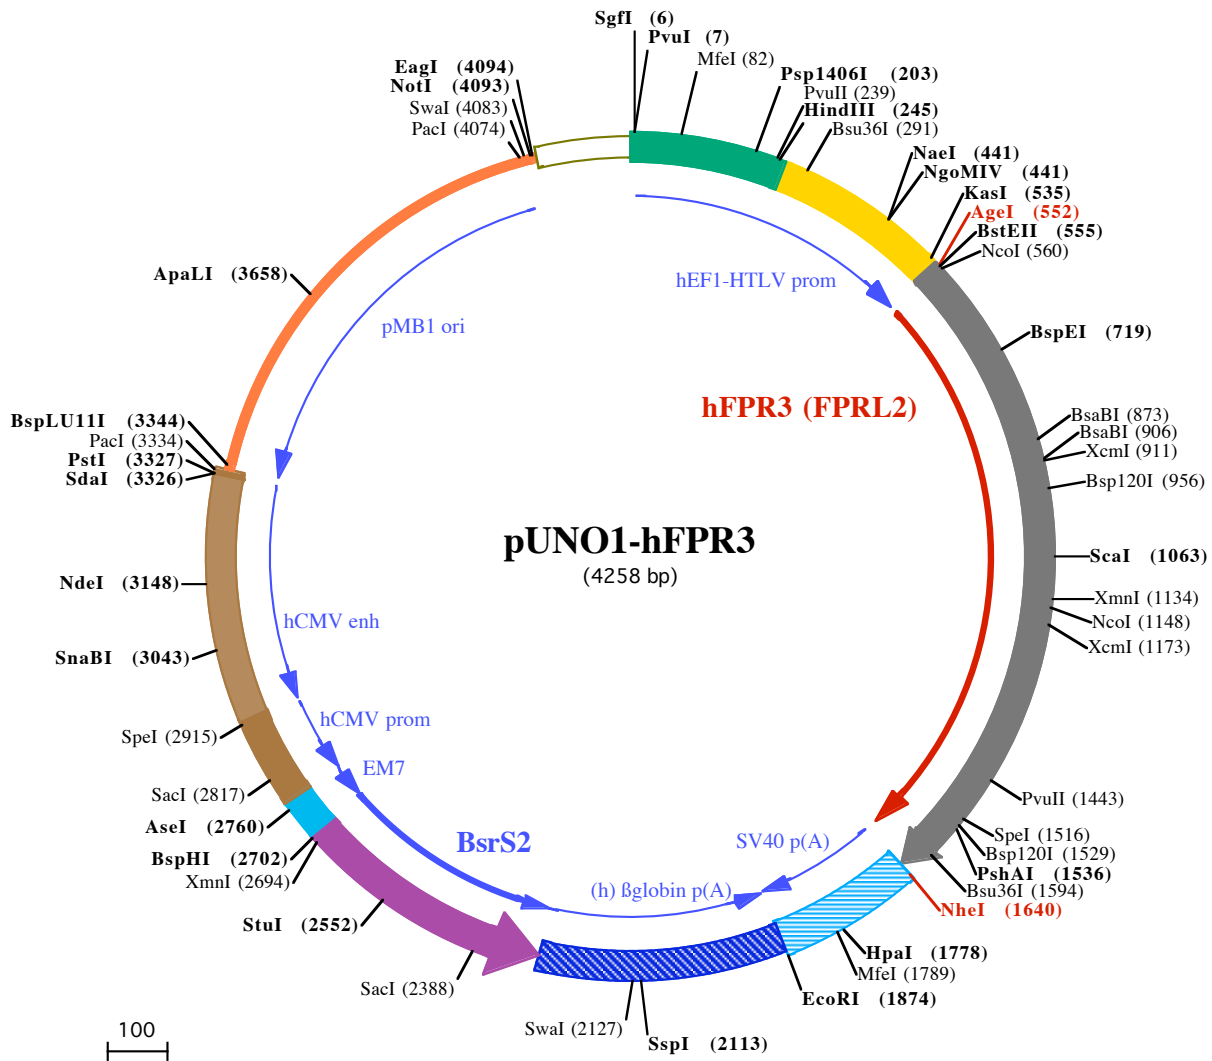 SgfI (6)
PvuI (7)
MfeI (82)
Psp1406I (203)
PvuII (239)
HindIII (245)
Bsu36I (291)
NaeI (441)
NgoMIV (441)
KasI (535)
AgeI (552)
BstEII (555)
NcoI (560)
BspEI (719)
BsaBI (873)
BsaBI (906)
XcmI (911)
Bsp120I (956)
ScaI (1063)
XmnI (1134)
NcoI (1148)
XcmI (1173)
PvuII (1443)
SpeI (1516)
Bsp120I (1529)
PshAI (1536)
Bsu36I (1594)
NheI (1640)
HpaI (1778)
MfeI (1789)
EcoRI (1874)
SspI (2113)
SwaI (2127)
SacI (2388)
StuI (2552)
XmnI (2694)
BspHI (2702)
AseI (2760)
SacI (2817)
SpeI (2915)
SnaBI (3043)
NdeI (3148)
SdaI (3326)
PstI (3327)
PacI (3334)
BspLU11I (3344)
ApaLI (3658)
PacI (4074)
SwaI (4083)
NotI (4093)
EagI (4094)
hEF1-HTLV prom
hFPR3 (FPRL2)
SV40 p(A)
(h) ßglobin p(A)
BsrS2
EM7
hCMV prom
hCMV enh
pMB1 ori
pUNO1-hFPR3
(4258 bp)
100